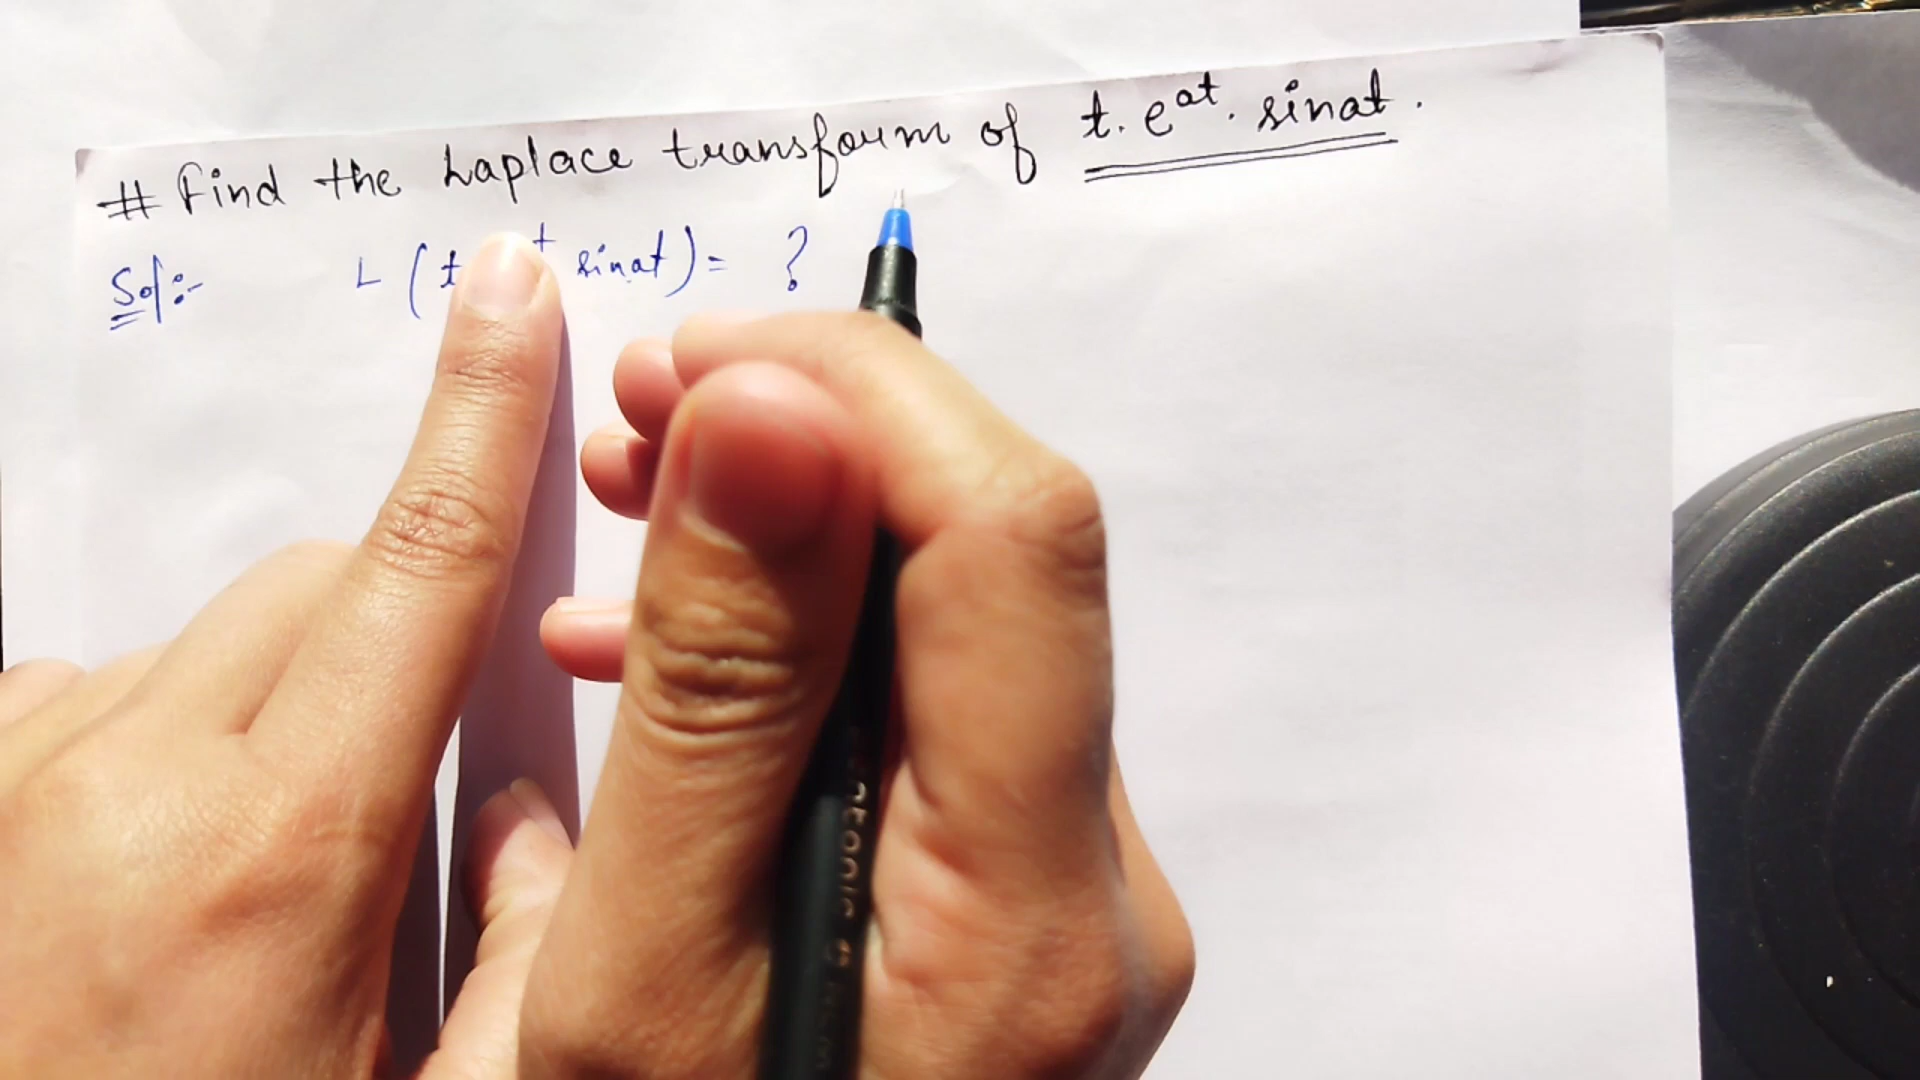 # Find the Laplace transform of t. e^at. sinat.
Sol:- L (t t sinat) = ?